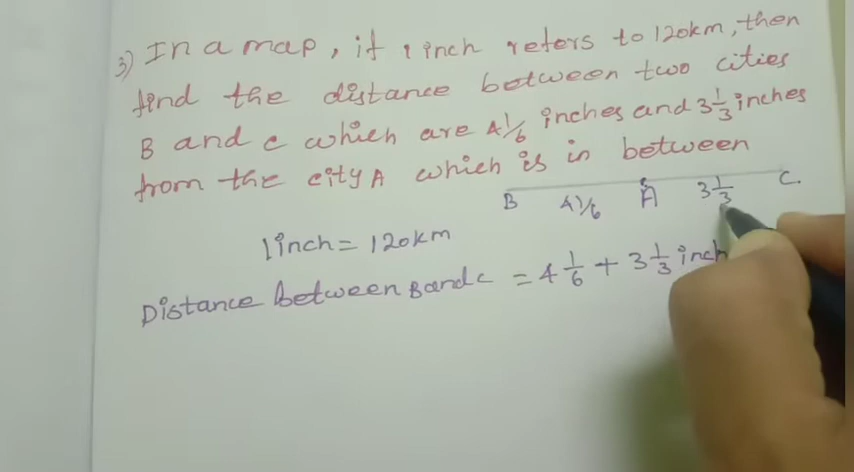 3) In a map, if 1 inch refers to 120km, then
find the distance between two cities
B and c which are 4 1/6 inches and 3 1/3 inches
from the city A which is in between
B 4 1/6 A 3 1/3 C
1 inch = 120km
Distance between B and c = 4 1/6 + 3 1/3 inch